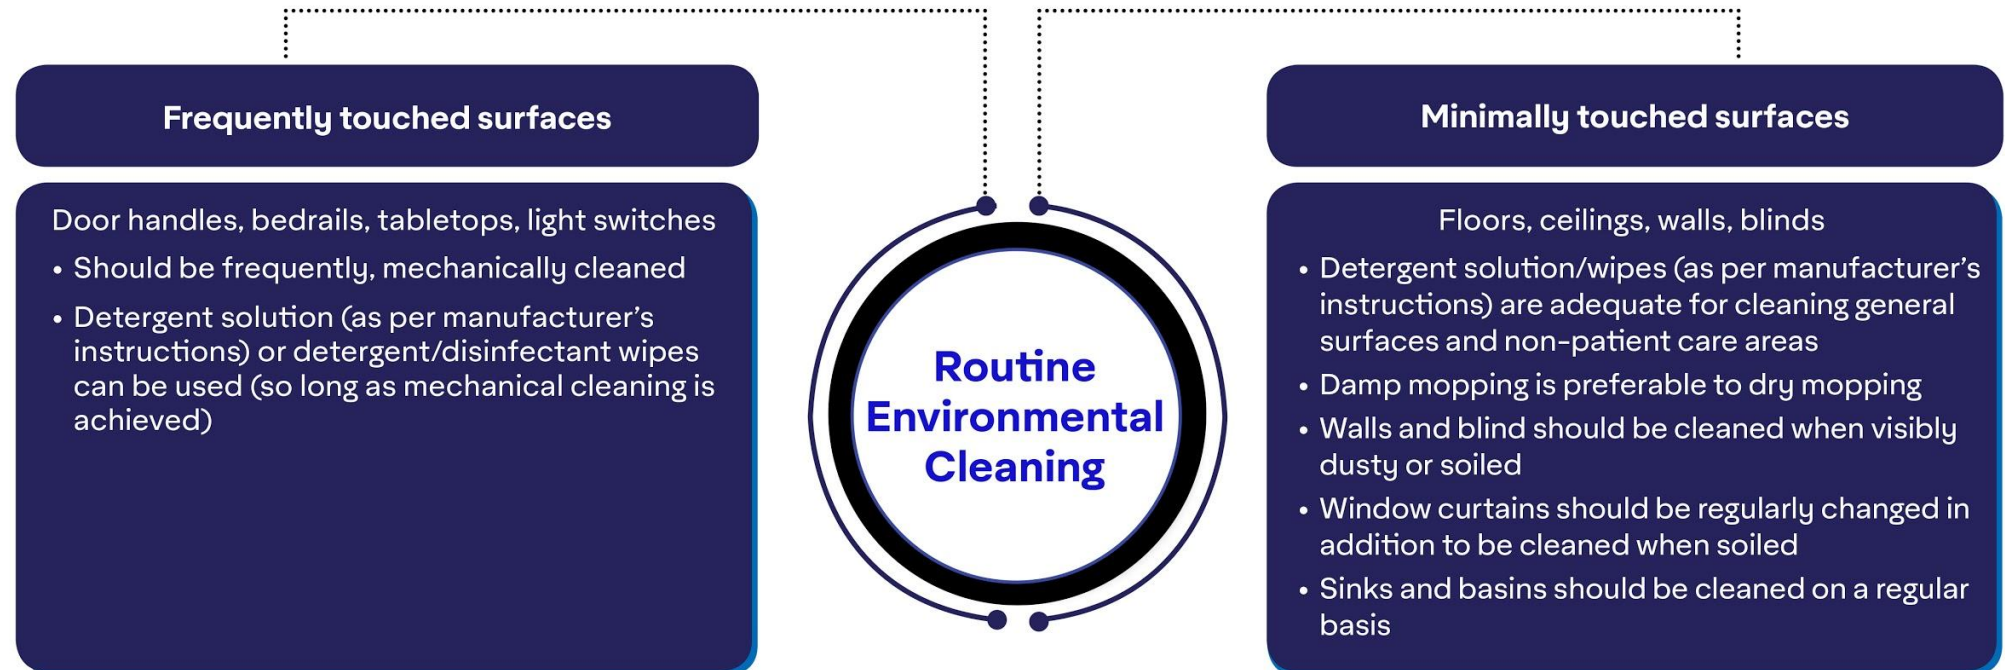 Frequently touched surfaces
Door handles, bedrails, tabletops, light switches
• Should be frequently, mechanically cleaned
• Detergent solution (as per manufacturer’s
instructions) or detergent/disinfectant wipes
can be used (so long as mechanical cleaning is
achieved)
Routine
Environmental
Cleaning
Minimally touched surfaces
Floors, ceilings, walls, blinds
• Detergent solution/wipes (as per manufacturer’s
instructions) are adequate for cleaning general
surfaces and non-patient care areas
• Damp mopping is preferable to dry mopping
• Walls and blind should be cleaned when visibly
dusty or soiled
• Window curtains should be regularly changed in
addition to be cleaned when soiled
• Sinks and basins should be cleaned on a regular
basis